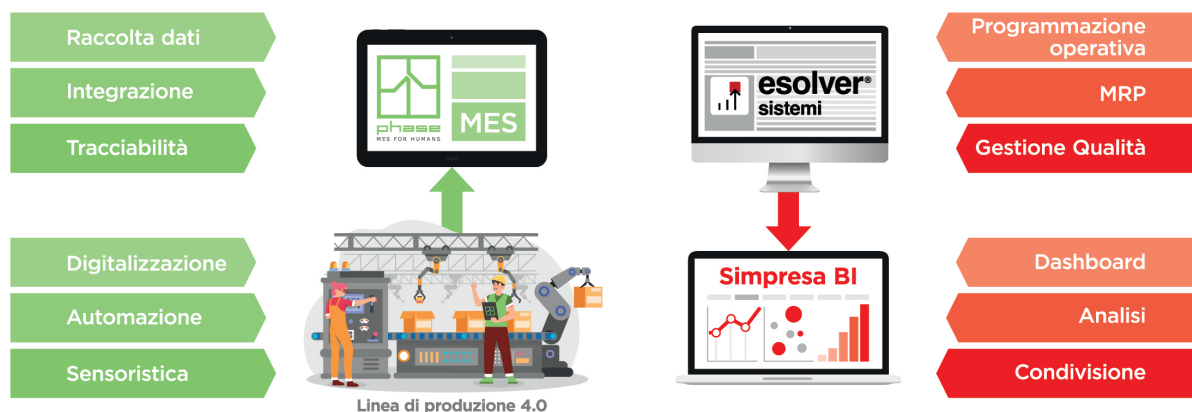 Raccolta dati
Integrazione
Tracciabilità
phase
MES FOR HUMANS
MES
esolver®
sistemi
Programmazione
operativa
MRP
Gestione Qualità
Digitalizzazione
Automazione
Sensoristica
Linea di produzione 4.0
Simpresa BI
Dashboard
Analisi
Condivisione